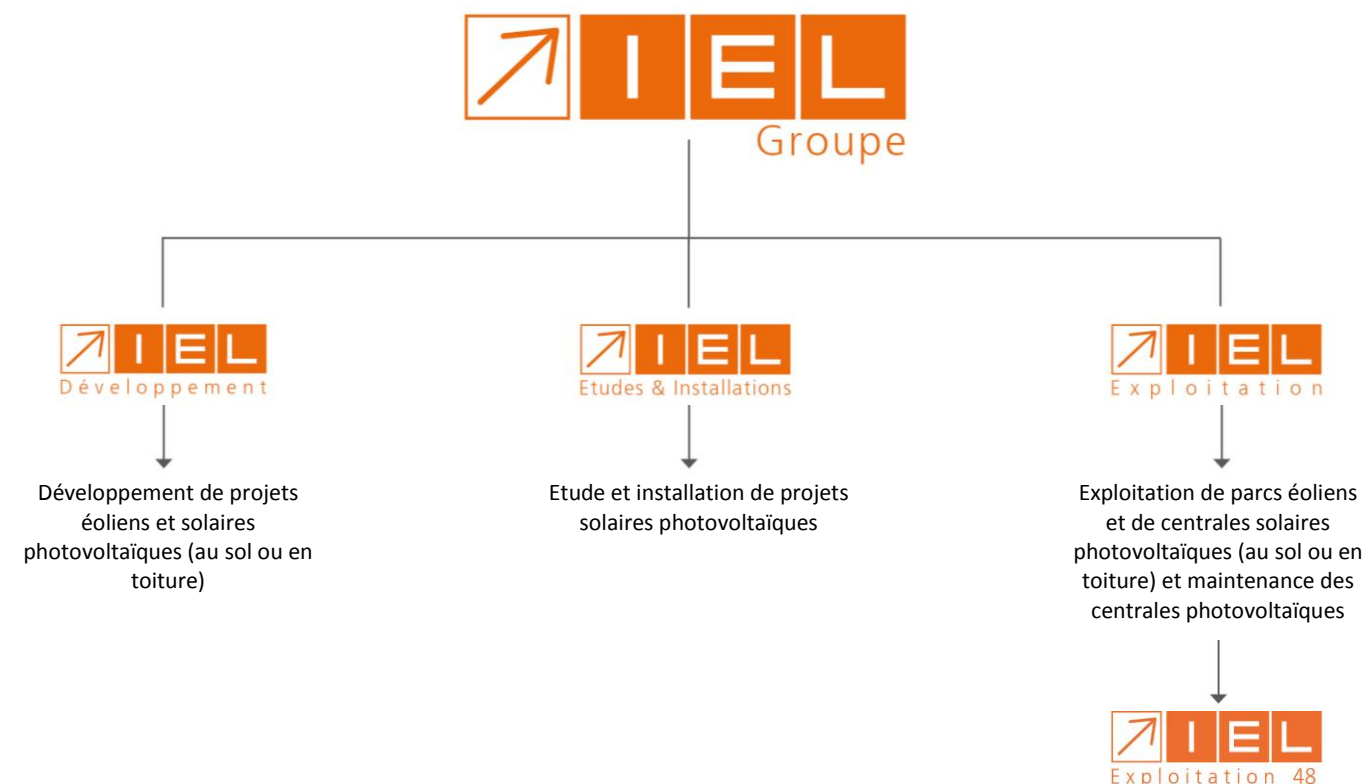 IEL
Groupe
IEL
Développement
IEL
Etudes & Installations
IEL
Exploitation
Développement de projets
éoliens et solaires
photovoltaïques (au sol ou en
toiture)
Etude et installation de projets
solaires photovoltaïques
Exploitation de parcs éoliens
et de centrales solaires
photovoltaïques (au sol ou en
toiture) et maintenance des
centrales photovoltaïques
IEL
Exploitation 48